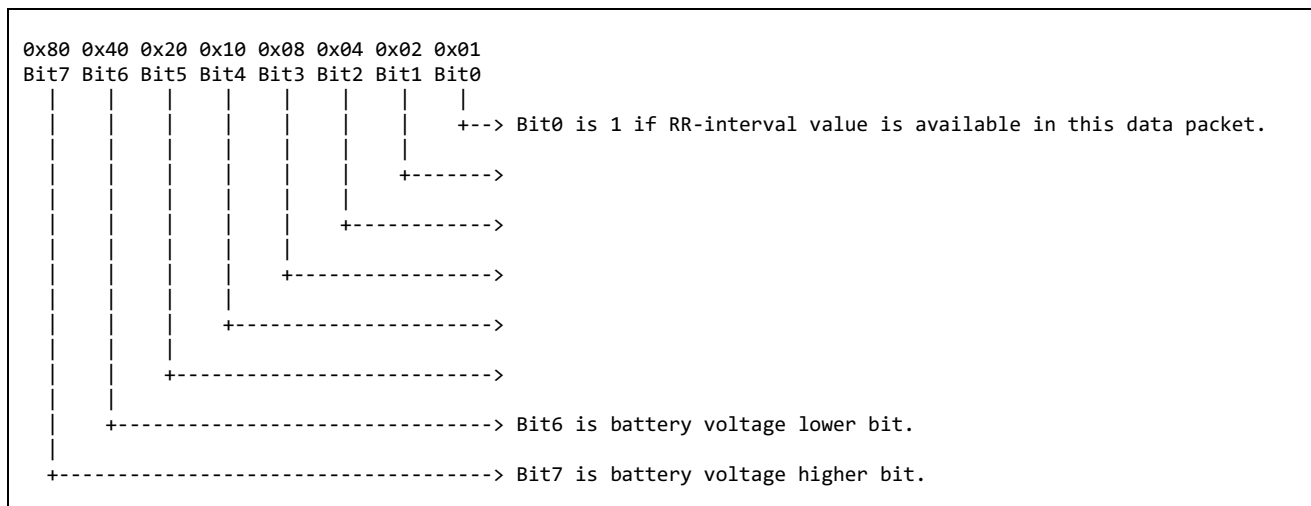 0x80 0x40 0x20 0x10 0x08 0x04 0x02 0x01
Bit7 Bit6 Bit5 Bit4 Bit3 Bit2 Bit1 Bit0
Bit0 is 1 if RR-interval value is available in this data packet.
Bit6 is battery voltage lower bit.
Bit7 is battery voltage higher bit.